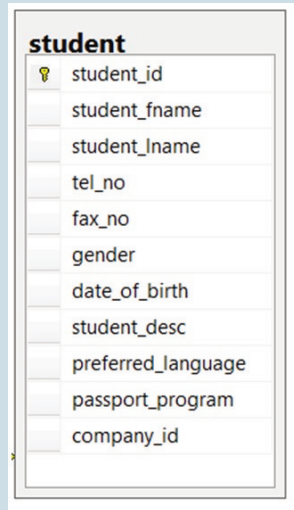 student
student_id
student_fname
student_lname
tel_no
fax_no
gender
date_of_birth
student_desc
preferred_language
passport_program
company_id